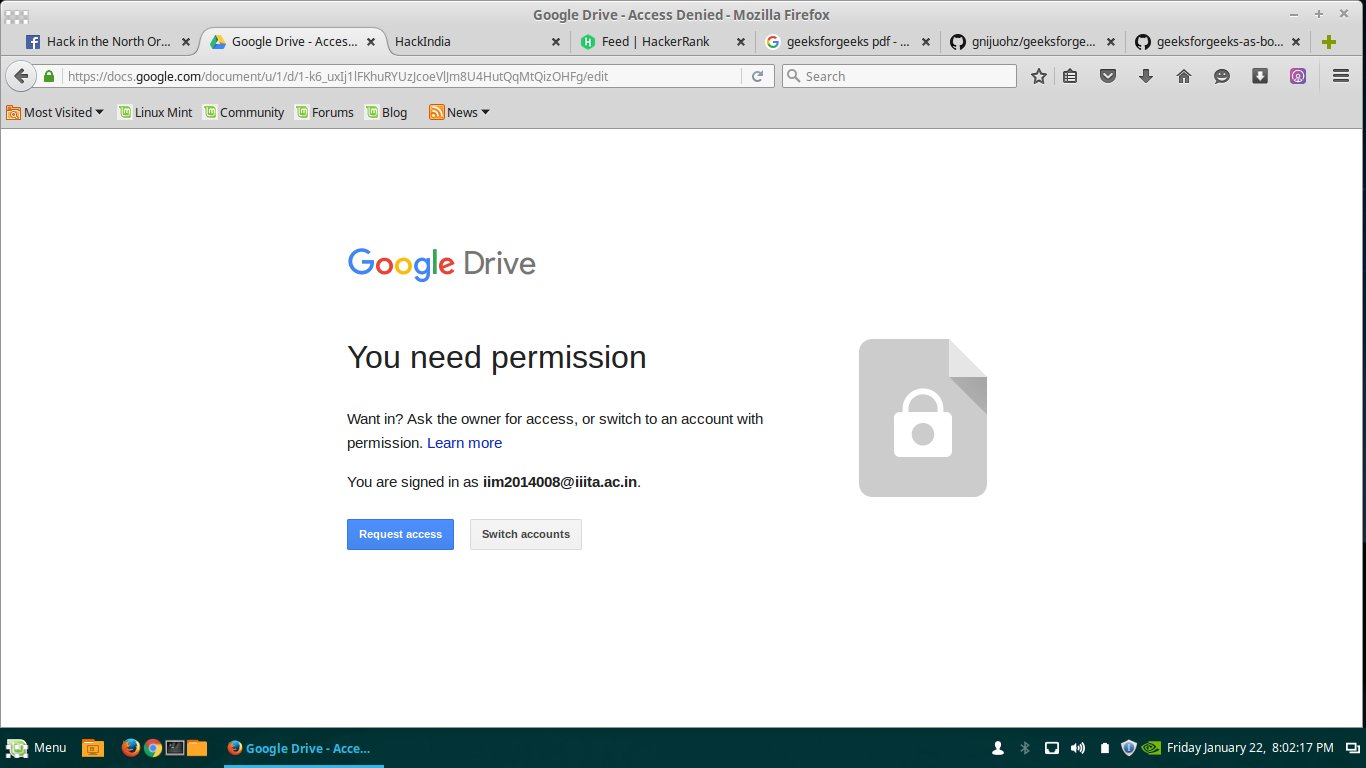 Google Drive - Access Denied - Mozilla Firefox
Hack in the North Or... Google Drive - Acces... HackIndia Feed | HackerRank geeksforgeeks pdf - ... gnijuohz/geeksforge... geeksforgeeks-as-bo...
https://docs.google.com/document/u/1/d/1-k6_uxIj1lFKhuRYUzJcoeVlJm8U4HutQqMtQizOHFg/edit Search
Most Visited Linux Mint Community Forums Blog News
Google Drive
You need permission
Want in? Ask the owner for access, or switch to an account with
permission. Learn more
You are signed in as iim2014008@iiita.ac.in.
Request access Switch accounts
Menu Google Drive - Acce... Friday January 22, 8:02:17 PM